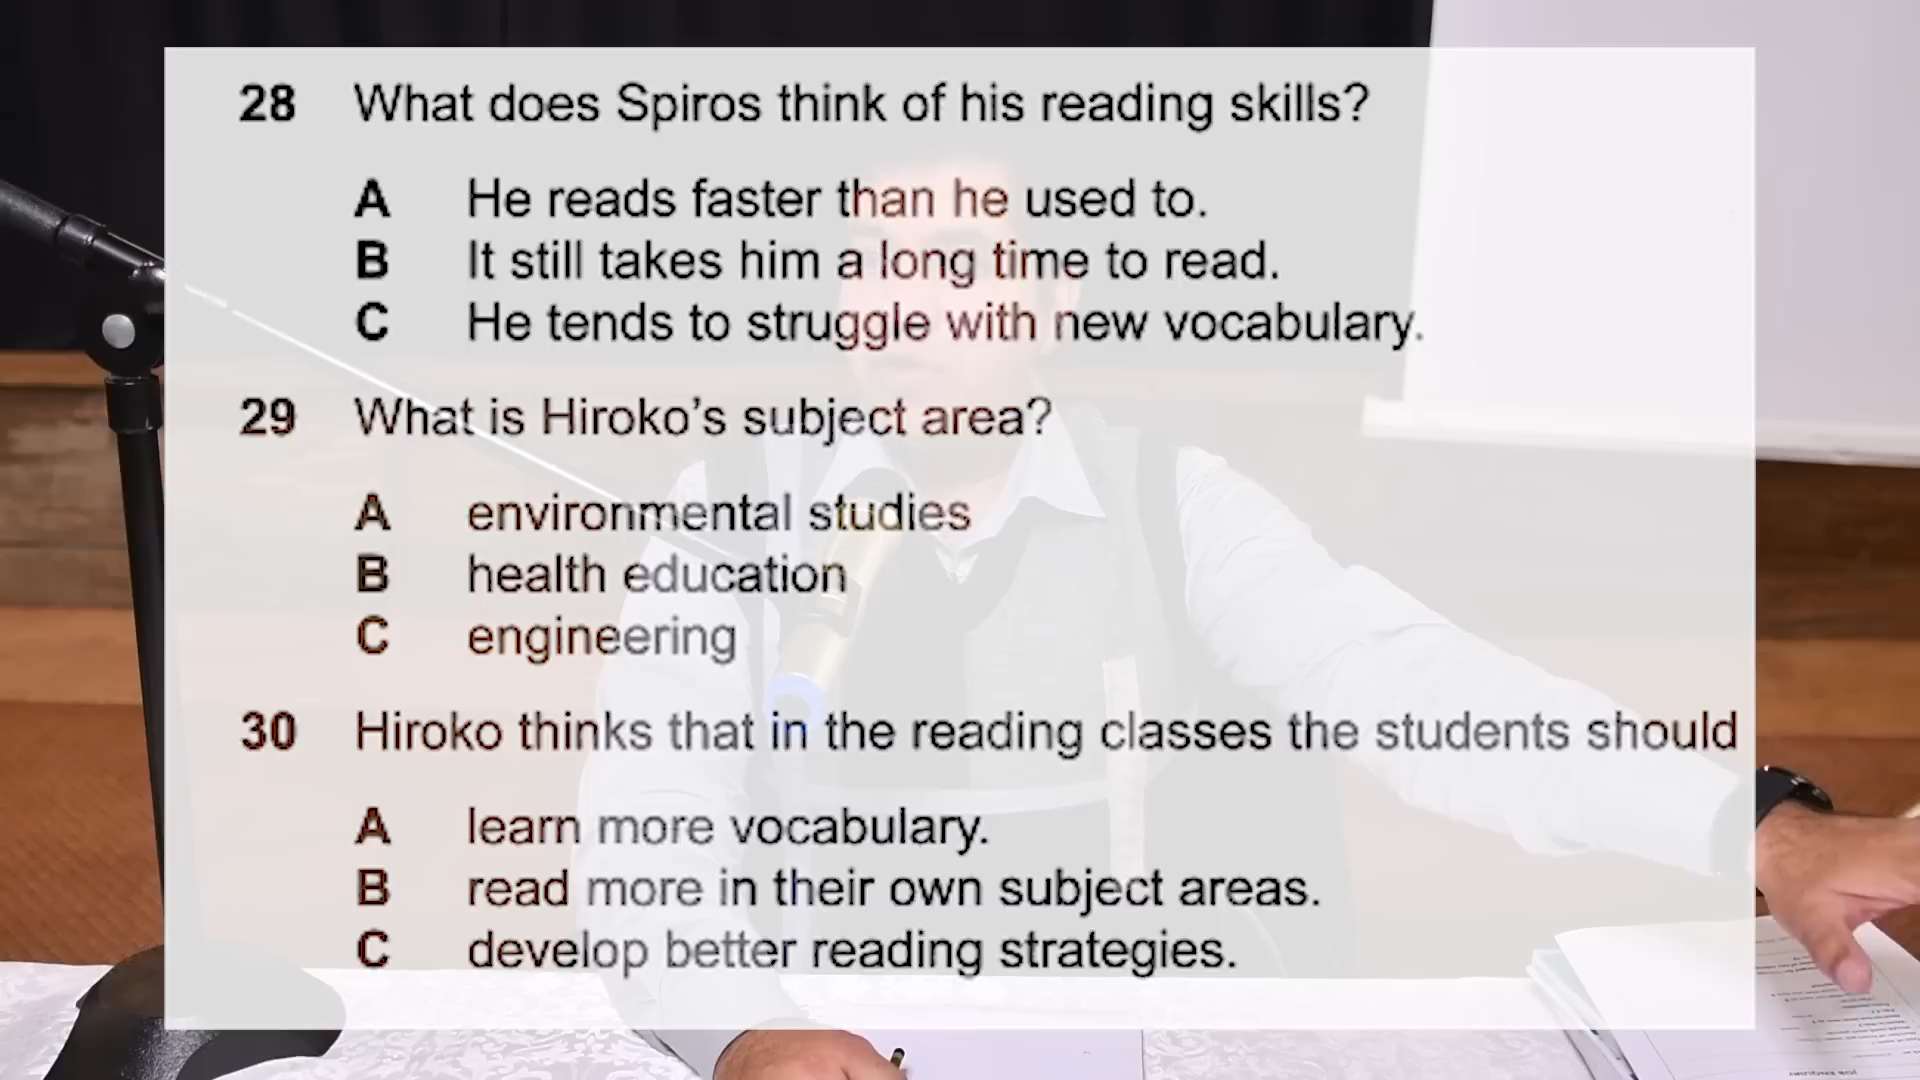 28 What does Spiros think of his reading skills?
A He reads faster than he used to.
B It still takes him a long time to read.
C He tends to struggle with new vocabulary.
29 What is Hiroko's subject area?
A environmental studies
B health education
C engineering
30 Hiroko thinks that in the reading classes the students should
A learn more vocabulary.
B read more in their own subject areas.
C develop better reading strategies.